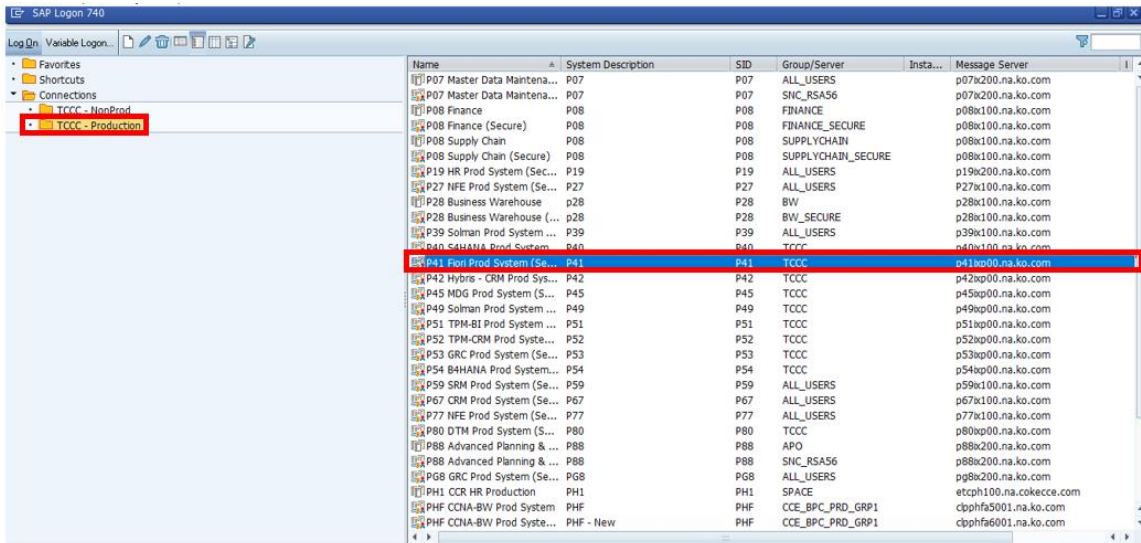 SAP Logon 740
Log On Variable Logon...
Favorites
Shortcuts
Connections
TCCC - NonProd
TCCC - Production
Name System Description SID Group/Server Insta... Message Server
P07 Master Data Maintena... P07 P07 ALL_USERS p07ix200.na.ko.com
P07 Master Data Maintena... P07 P07 SNC_RSA56 p07ix200.na.ko.com
P08 Finance P08 P08 FINANCE p08ix100.na.ko.com
P08 Finance (Secure) P08 P08 FINANCE_SECURE p08ix100.na.ko.com
P08 Supply Chain P08 P08 SUPPLYCHAIN p08ix100.na.ko.com
P08 Supply Chain (Secure) P08 P08 SUPPLYCHAIN_SECURE p08ix100.na.ko.com
P19 HR Prod System (Sec... P19 P19 ALL_USERS p19ix200.na.ko.com
P27 NFE Prod System (Se... P27 P27 ALL_USERS P27ix100.na.ko.com
P28 Business Warehouse p28 P28 BW p28ix100.na.ko.com
P28 Business Warehouse (... p28 P28 BW_SECURE p28ix100.na.ko.com
P39 Solman Prod System ... P39 P39 ALL_USERS p39ix100.na.ko.com
P40 S4HANA Prod System P40 P40 TCCC p40ix100.na.ko.com
P41 Fiori Prod System (Se... P41 P41 TCCC p41ixp00.na.ko.com
P42 Hybris - CRM Prod Sys... P42 P42 TCCC p42ixp00.na.ko.com
P45 MDG Prod System (S... P45 P45 TCCC p45ixp00.na.ko.com
P49 Solman Prod System ... P49 P49 TCCC p49ixp00.na.ko.com
P51 TPM-BI Prod System ... P51 P51 TCCC p51ixp00.na.ko.com
P52 TPM-CRM Prod Syste... P52 P52 TCCC p52ixp00.na.ko.com
P53 GRC Prod System (Se... P53 P53 TCCC p53ixp00.na.ko.com
P54 B4HANA Prod System... P54 P54 TCCC p54ixp00.na.ko.com
P59 SRM Prod System (Se... P59 P59 ALL_USERS p59ix100.na.ko.com
P67 CRM Prod System (Se... P67 P67 ALL_USERS p67ix100.na.ko.com
P77 NFE Prod System (Se... P77 P77 ALL_USERS p77ix100.na.ko.com
P80 DTM Prod System (S... P80 P80 TCCC p80ixp00.na.ko.com
P88 Advanced Planning & ... P88 P88 APO p88ix200.na.ko.com
P88 Advanced Planning & ... P88 P88 SNC_RSA56 p88ix200.na.ko.com
PG8 GRC Prod System (Se... PG8 PG8 ALL_USERS pg8ix200.na.ko.com
PH1 CCR HR Production PH1 PH1 SPACE etcph100.na.cokecce.com
PHF CCNA-BW Prod System PHF PHF CCE_BPC_PRD_GRP1 clpphfa5001.na.ko.com
PHF CCNA-BW Prod Syste... PHF - New PHF CCE_BPC_PRD_GRP1 clpphfa6001.na.ko.com